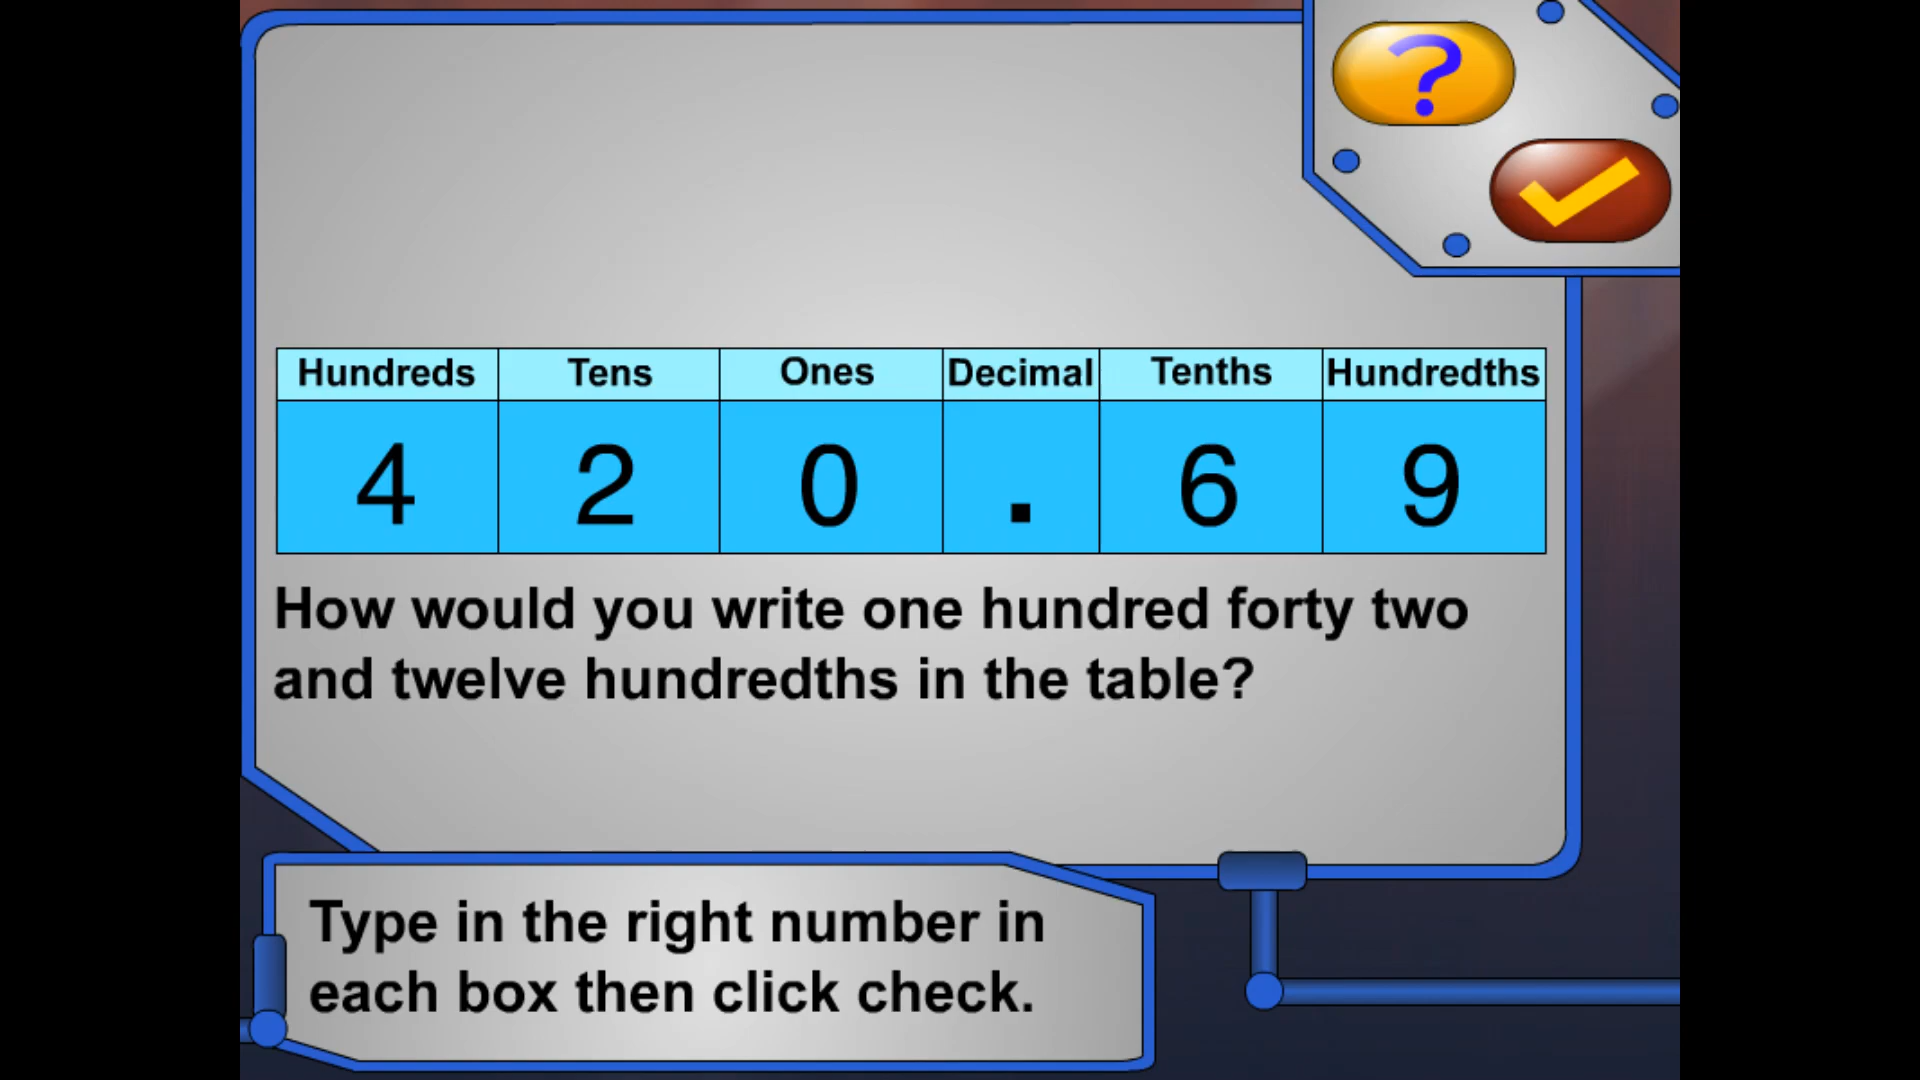 ?
Hundreds Tens Ones Decimal Tenths Hundredths
4 2 0 . 6 9
How would you write one hundred forty two
and twelve hundredths in the table?
Type in the right number in
each box then click check.